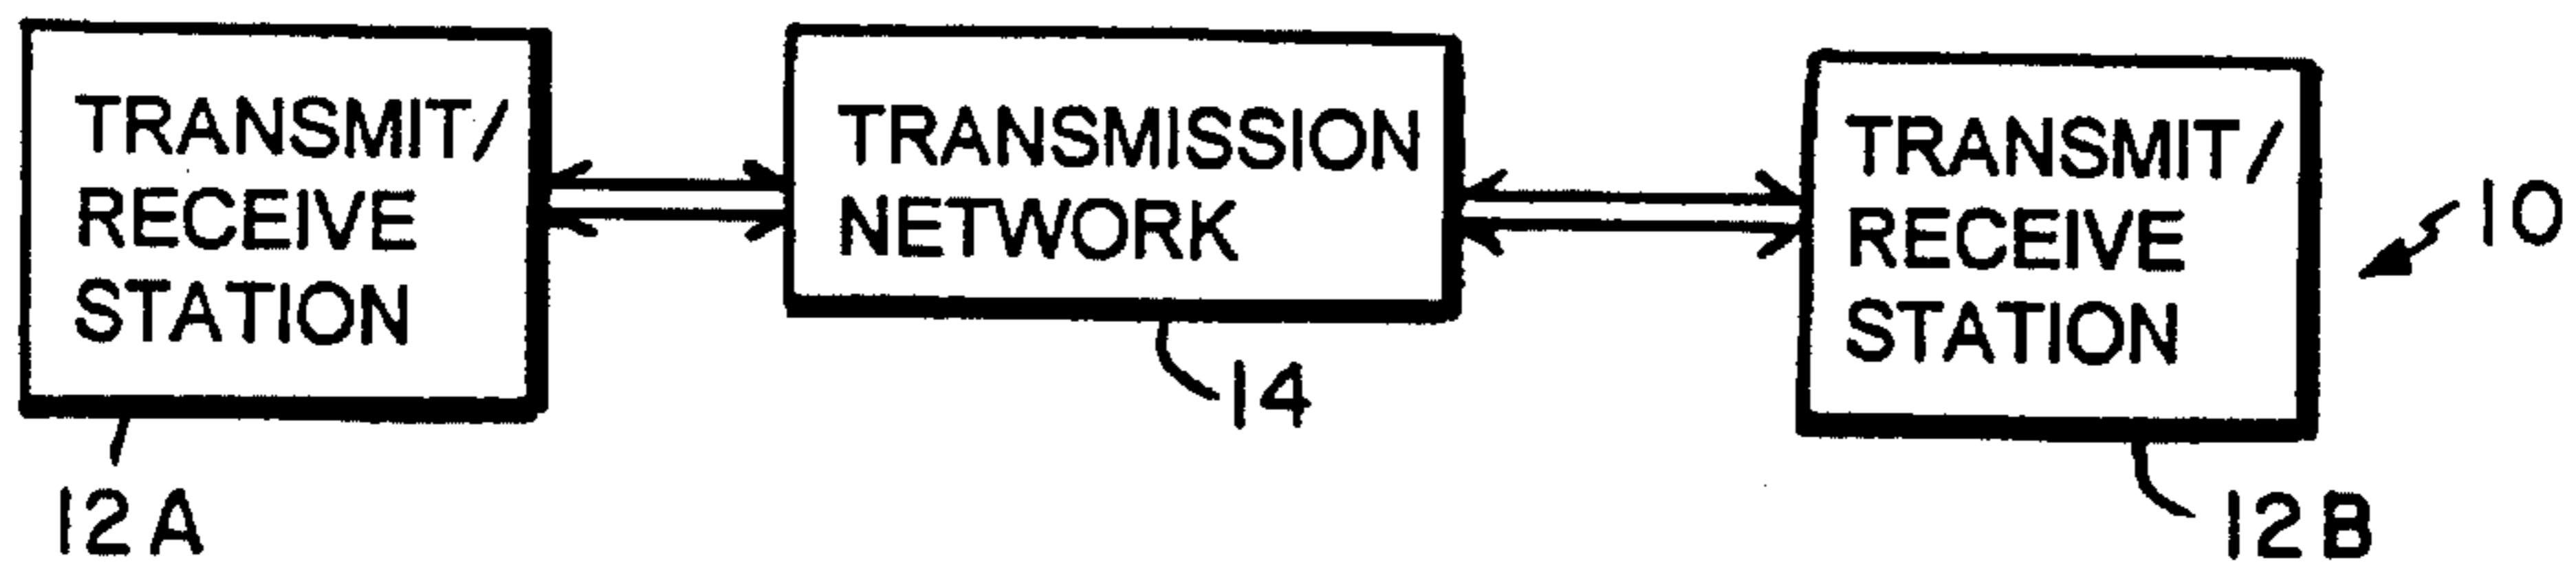 TRANSMIT/
RECEIVE
STATION
12A
TRANSMISSION
NETWORK
14
TRANSMIT/
RECEIVE
STATION
12B
10